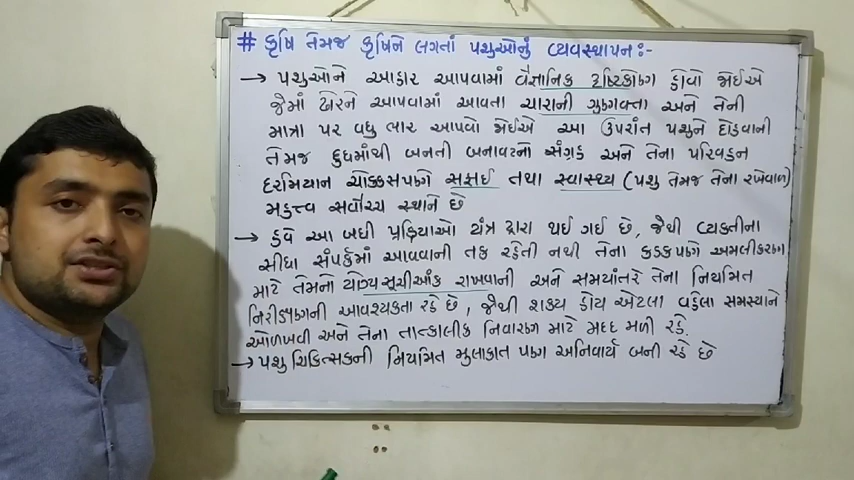 # કૃષિ તેમજ કૃષિને લગતાં પશુઓનું વ્યવસ્થાપન:-
→ પશુઓને આહાર આપવામાં વૈજ્ઞાનિક દૃષ્ટિકોણ હોવો જોઈએ
જેમાં ઢોરને આપવામાં આવતા ચારાની ગુણવત્તા અને તેની
માત્રા પર વધુ ભાર આપવો જોઈએ આ ઉપરાંત પશુને દોહવાની
તેમજ દુધમાંથી બનતી બનાવટનો સંગ્રહ અને તેના પરિવહન
દરમિયાન ચોક્કસપણે સફાઈ તથા સ્વાસ્થ્ય (પશુ તેમજ તેના રખેવાળ)
મહત્ત્વ સર્વોચ્ચ સ્થાને છે
→ હવે આ બધી પ્રક્રિયાઓ યંત્ર દ્વારા થઈ ગઈ છે, જેથી વ્યક્તીના
સીધા સંપર્કમાં આવવાની તક રહેતી નથી તેના કડકપણે અમલીકરણ
માટે તેમનો યોગ્ય સૂચીઆંક રાખવાની અને સમયાંતરે તેના નિયમિત
નિરીક્ષણની આવશ્યકતા રહે છે, જેથી શક્ય હોય એટલા વહેલા સમસ્યાને
ઓળખવી અને તેના તાત્કાલીક નિવારણ માટે મદદ મળી રહે.
→ પશુ ચિકિત્સકની નિયમિત મુલાકાત પણ અનિવાર્ય બની રહે છે